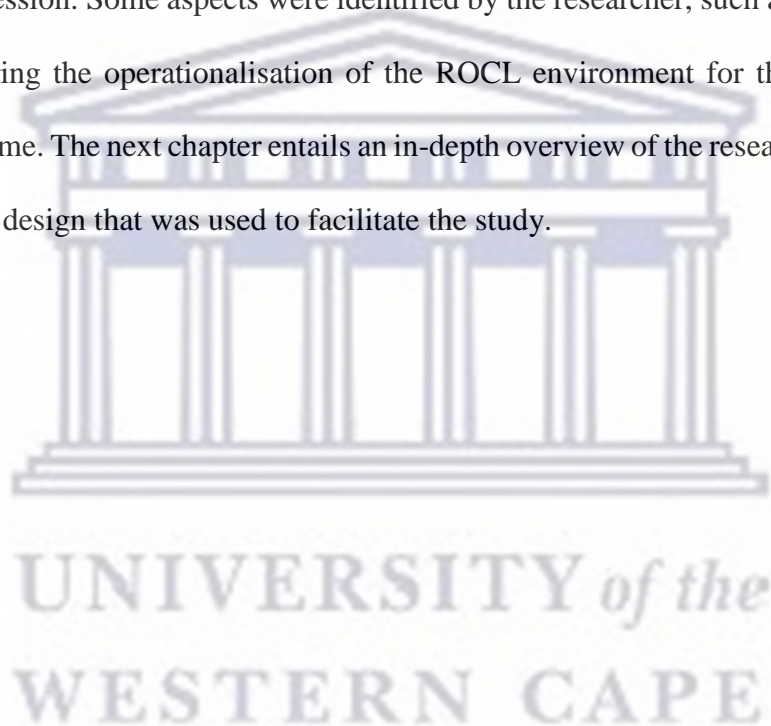 ession. Some aspects were identified by the researcher, such a
ring the operationalisation of the ROCL environment for th
me. The next chapter entails an in-depth overview of the resea
design that was used to facilitate the study.
UNIVERSITY of the
WESTERN CAPE